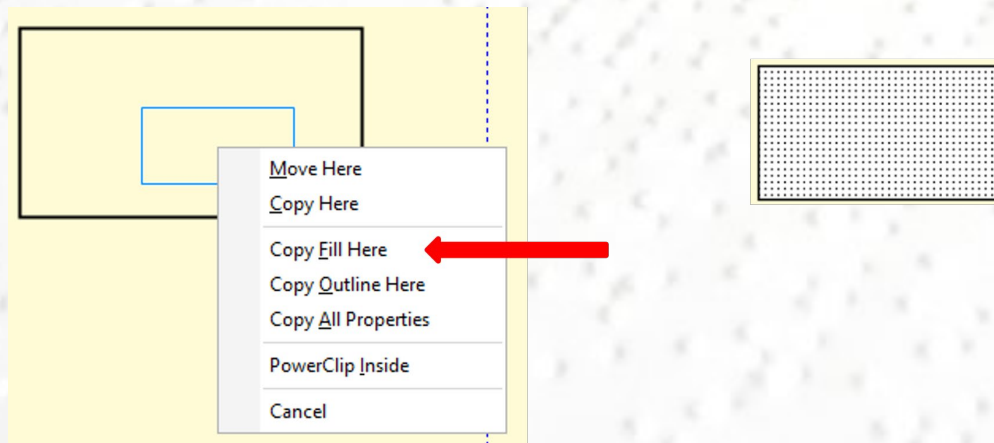 Move Here
Copy Here
Copy Fill Here
Copy Outline Here
Copy All Properties
PowerClip Inside
Cancel